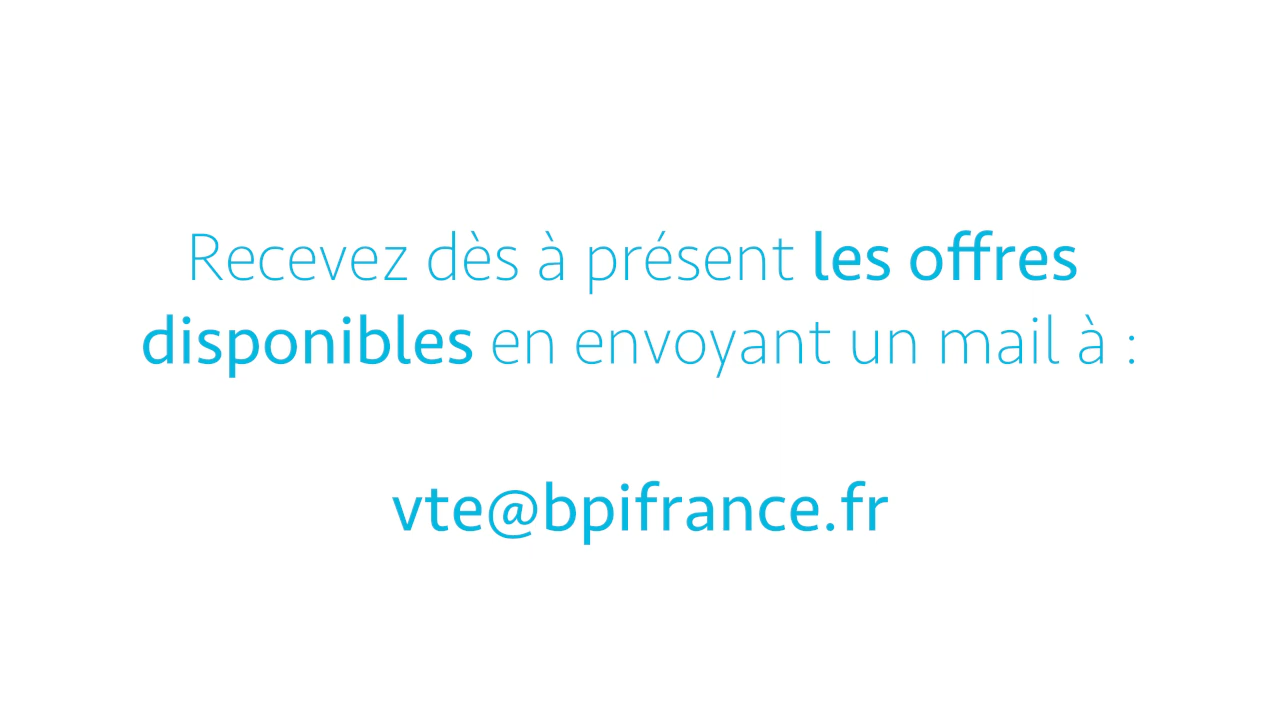 Recevez dès à présent les offres
disponibles en envoyant un mail à :
vte@bpifrance.fr